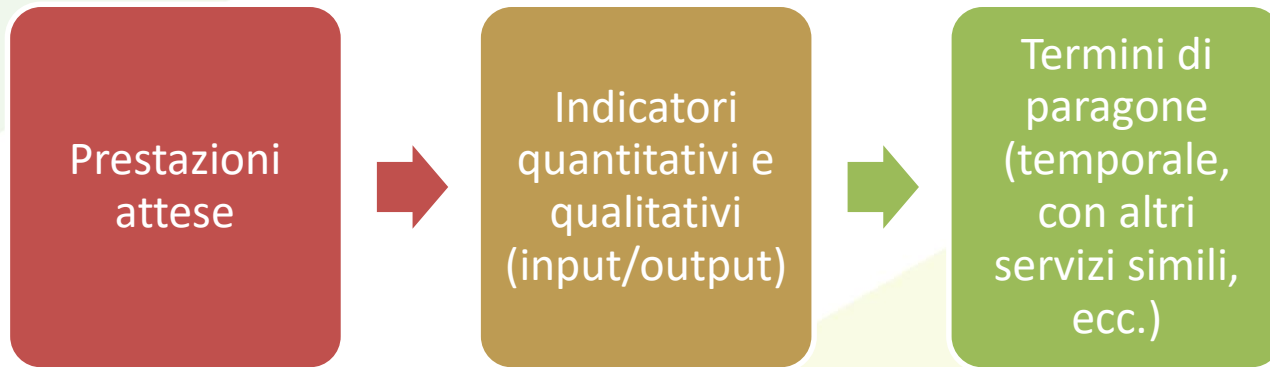 Prestazioni
attese
Indicatori
quantitativi e
qualitativi
(input/output)
Termini di
paragone
(temporale,
con altri
servizi simili,
ecc.)